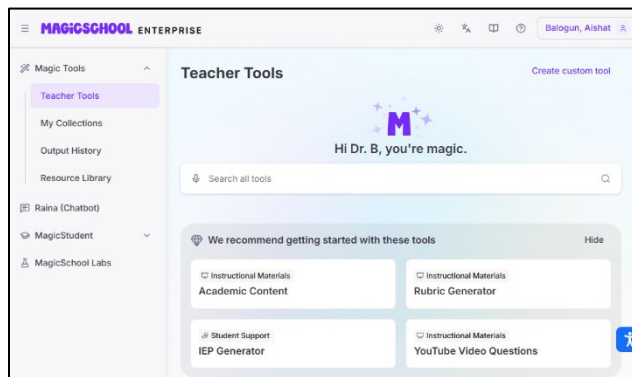 MAGICSCHOOL ENTERPRISE
Balogun, Aishat
Magic Tools
Teacher Tools
My Collections
Output History
Resource Library
Raina (Chatbot)
MagicStudent
MagicSchool Labs
Teacher Tools
Create custom tool
M
Hi Dr. B, you're magic.
Search all tools
We recommend getting started with these tools
Hide
Instructional Materials
Academic Content
Instructional Materials
Rubric Generator
Student Support
IEP Generator
Instructional Materials
YouTube Video Questions